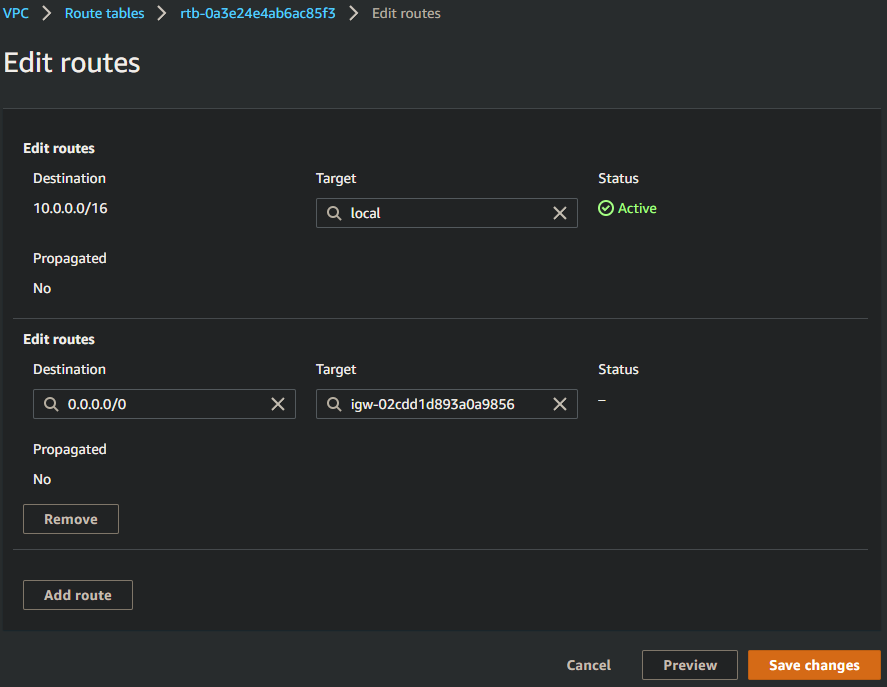 VPC > Route tables > rtb-0a3e24e4ab6ac85f3 > Edit routes
Edit routes
Edit routes
Destination Target Status
10.0.0.0/16 local Active
Propagated
No
Edit routes
Destination Target Status
0.0.0.0/0 igw-02cdd1d893a0a9856 –
Propagated
No
Remove
Add route
Cancel Preview Save changes